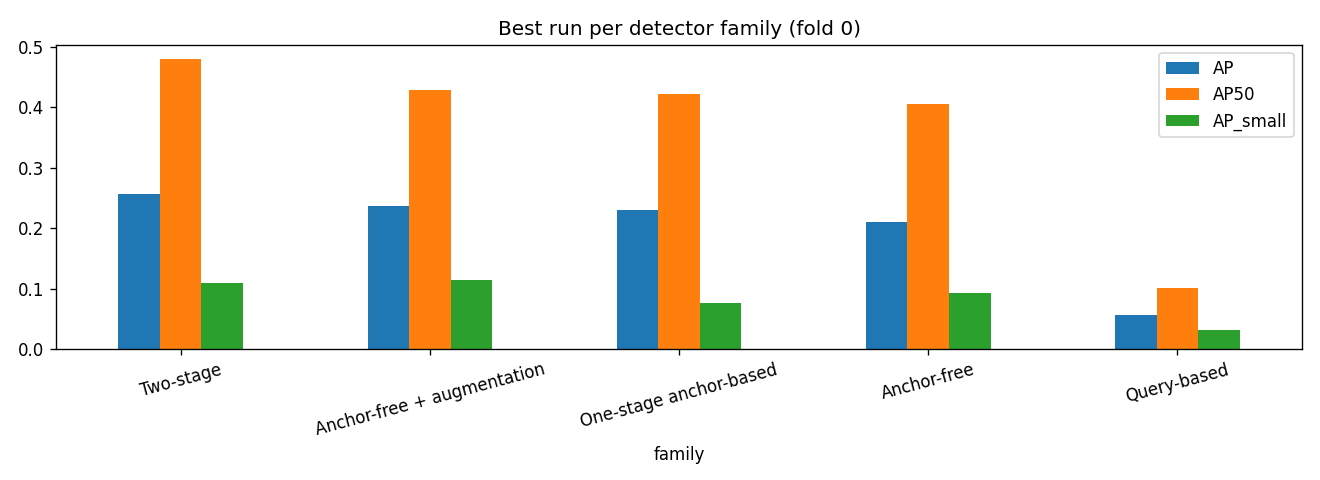 Best run per detector family (fold 0)
AP
AP50
AP_small
0.5
0.4
0.3
0.2
0.1
0.0
Two-stage
Anchor-free + augmentation
One-stage anchor-based
Anchor-free
Query-based
family